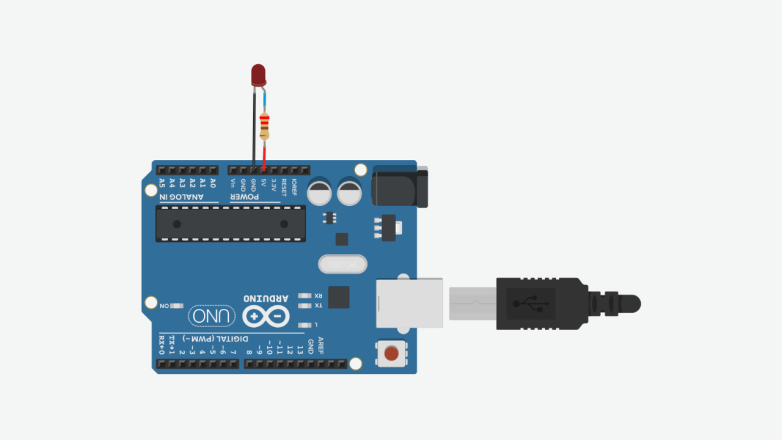 A5 A4 A3 A2 A1 A0 Vin GND GND 5V 3.3V RESET IOREF
ANALOG IN POWER
ON
UNO
ARDUINO
RX
TX
L
DIGITAL (PWM~)
RX←0 TX→1 2 ~3 4 ~5 ~6 7 8 ~9 ~10 ~11 12 13 GND AREF